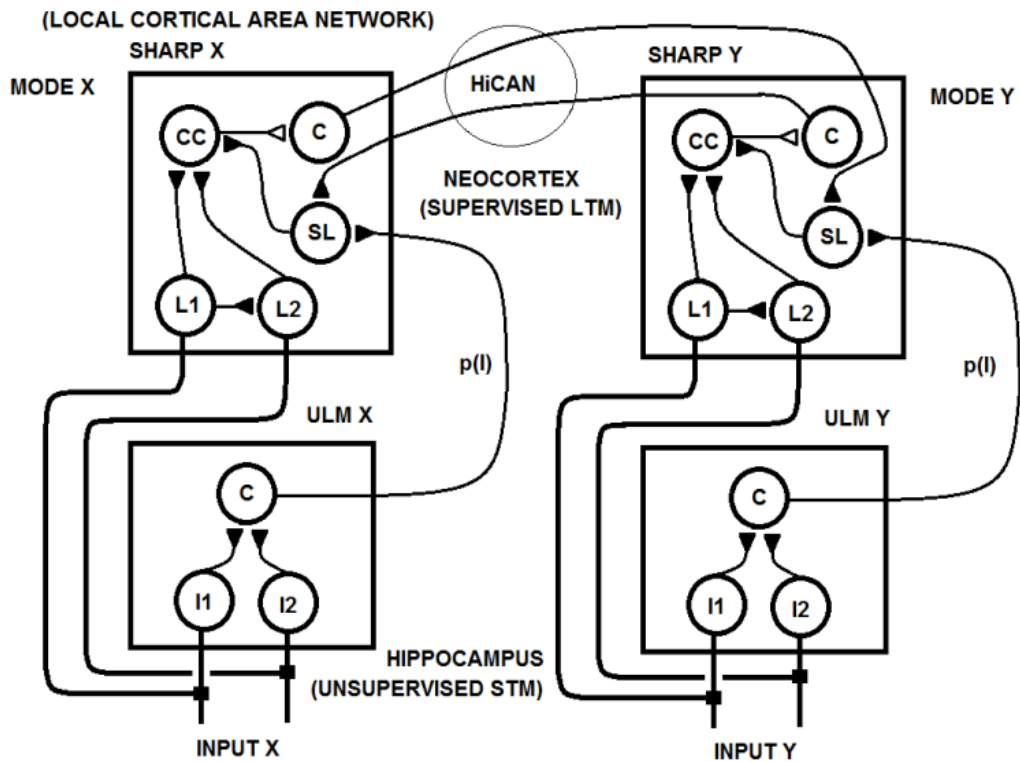 (LOCAL CORTICAL AREA NETWORK)
SHARP X
SHARP Y
HiCAN
MODE X
MODE Y
CC
C
CC
C
NEOCORTEX
(SUPERVISED LTM)
SL
SL
L1
L2
L1
L2
p(I)
p(I)
ULM X
ULM Y
C
C
I1
I2
I1
I2
HIPPOCAMPUS
(UNSUPERVISED STM)
INPUT X
INPUT Y